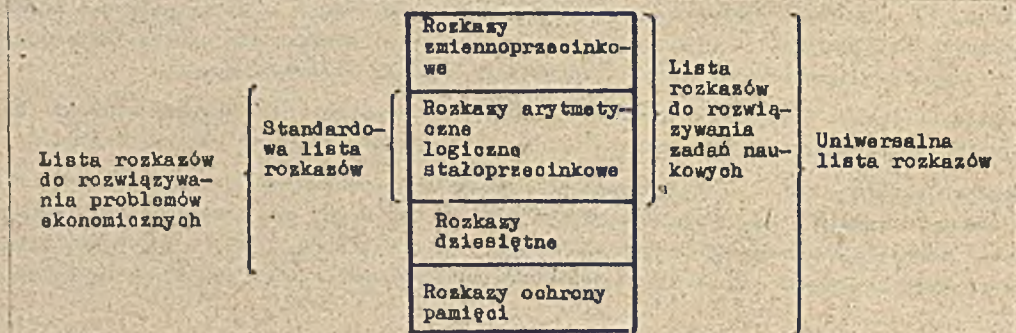 Lista rozkazów
do rozwiązywa-
nia problemów
ekonomicznych
Standardo-
wa lista
rozkazów
Rozkazy
zmiennoprzecinko-
we
Rozkazy arytmety-
czne
logiczne
stałoprzecinkowe
Rozkazy
dziesiętne
Rozkazy ochrony
pamięci
Lista
rozkazów
do rozwią-
zywania
zadań nau-
kowych
Uniwersalna
lista rozkazów